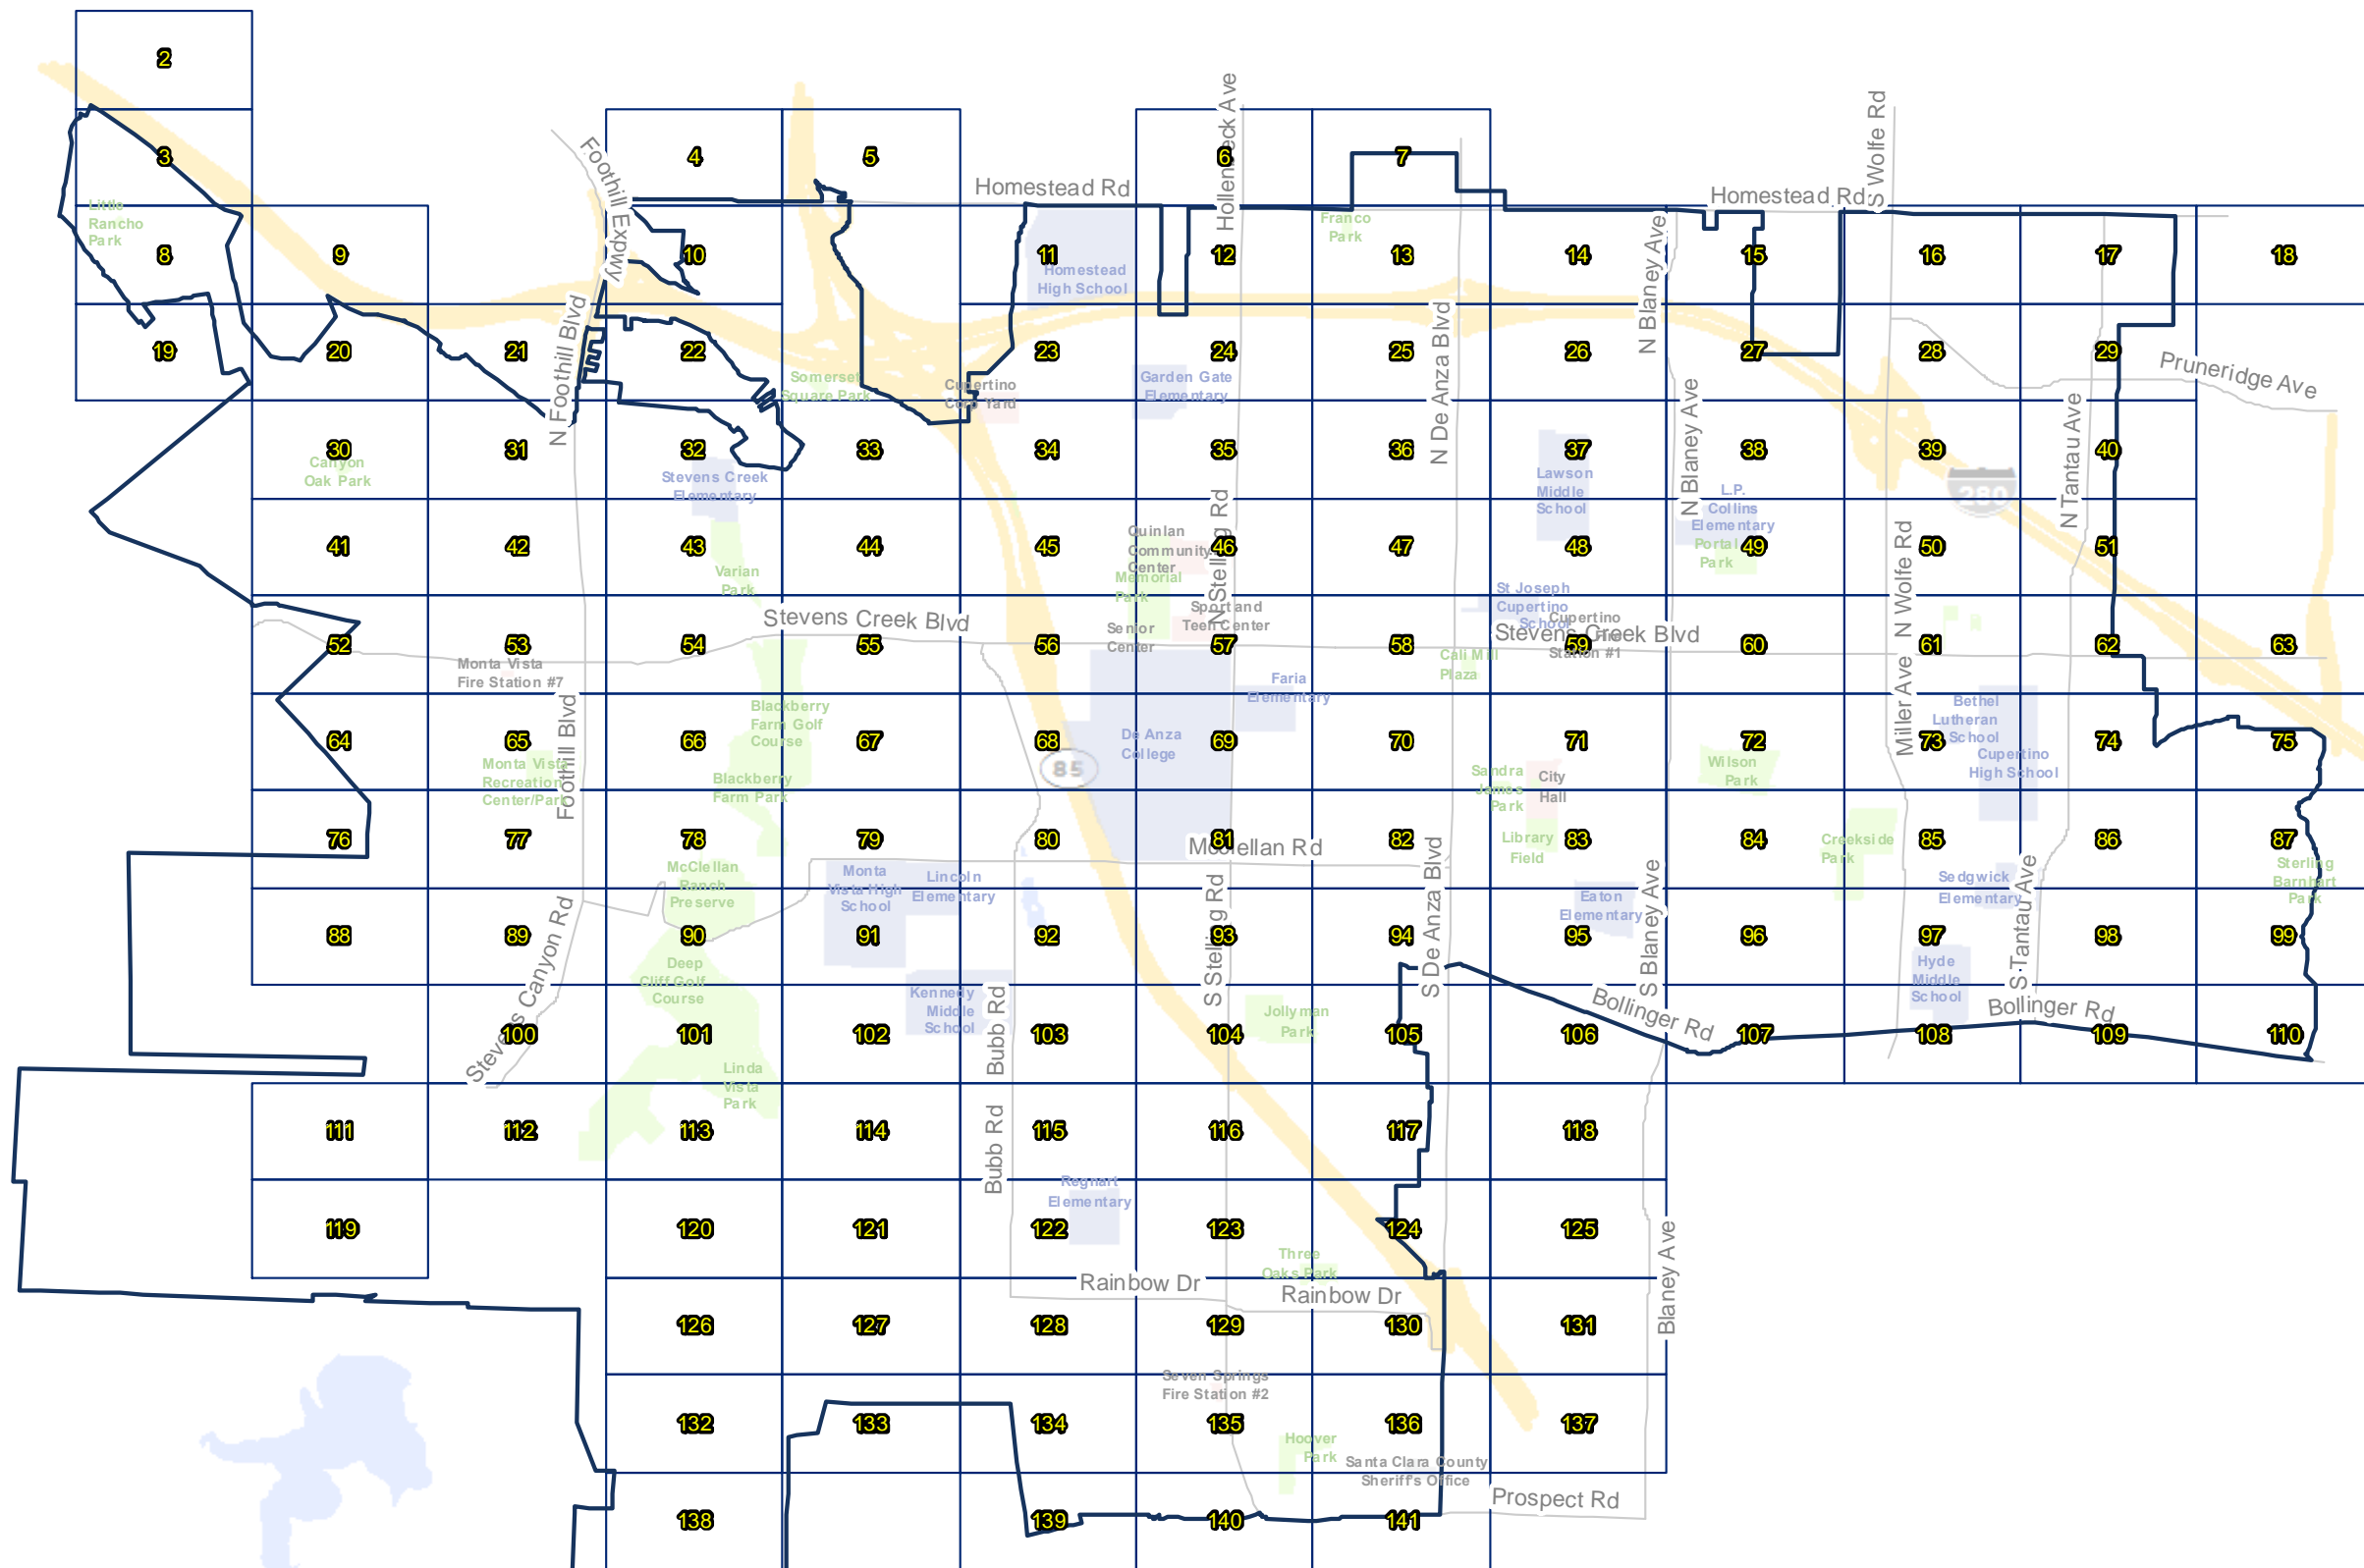 2
3
4
5
6
7
Hollenbeck Ave
S Wolfe Rd
Foothill Expwy
Homestead Rd
Homestead Rd
Little
Rancho
Park
8
9
10
11
Homestead
High School
12
Franco
Park
13
14
N Blaney Ave
15
16
17
18
19
20
21
N Foothill Blvd
22
Somerset
Square Park
Cupertino
Corp Yard
23
24
Garden Gate
Elementary
25
N De Anza Blvd
26
27
28
29
Pruneridge Ave
30
Canyon
Oak Park
31
32
Stevens Creek
Elementary
33
34
35
36
37
Lawson
Middle
School
N Blaney Ave
38
39
280
N Tantau Ave
40
41
42
43
Varian
Park
44
45
Quinlan
Community
Center
Memorial
Park
46
N Stelling Rd
47
48
L.P.
Collins
Elementary
Portal
Park
49
50
N Wolfe Rd
51
52
53
Monta Vista
Fire Station #7
54
Stevens Creek Blvd
55
56
Senior
Center
Sport and
Teen Center
57
58
St Joseph
Cupertino
School
Cupertino
Fire
Station #1
Stevens Creek Blvd
59
Cali Mill
Plaza
60
61
62
63
64
65
Monta Vista
Recreation
Center/Park
Foothill Blvd
66
Blackberry
Farm Golf
Course
Blackberry
Farm Park
67
68
85
De Anza
College
69
Faria
Elementary
70
71
Sandra
James
Park
City
Hall
72
Wilson
Park
Miller Ave
73
Bethel
Lutheran
School
Cupertino
High School
74
75
76
77
78
79
80
81
McClellan Rd
82
Library
Field
83
84
Creekside
Park
85
86
87
Sterling
Barnhart
Park
88
89
Stevens Canyon Rd
McClellan
Ranch
Preserve
90
Deep
Cliff Golf
Course
Monta
Vista High
School
Lincoln
Elementary
91
92
93
S Stelling Rd
94
S De Anza Blvd
Eaton
Elementary
95
S Blaney Ave
96
97
Hyde
Middle
School
Sedgwick
Elementary
S Tantau Ave
98
99
100
101
Linda
Vista
Park
102
Kennedy
Middle
School
Bubb Rd
103
104
Jollyman
Park
105
106
Bollinger Rd
107
108
Bollinger Rd
109
110
111
112
113
114
Bubb Rd
115
116
117
118
119
120
121
122
Regnart
Elementary
123
Three
Oaks Park
124
125
Blaney Ave
126
127
128
Rainbow Dr
129
Rainbow Dr
130
131
132
133
134
135
Seven Springs
Fire Station #2
136
Hoover
Park
Santa Clara County
Sheriff's Office
137
138
139
140
141
Prospect Rd